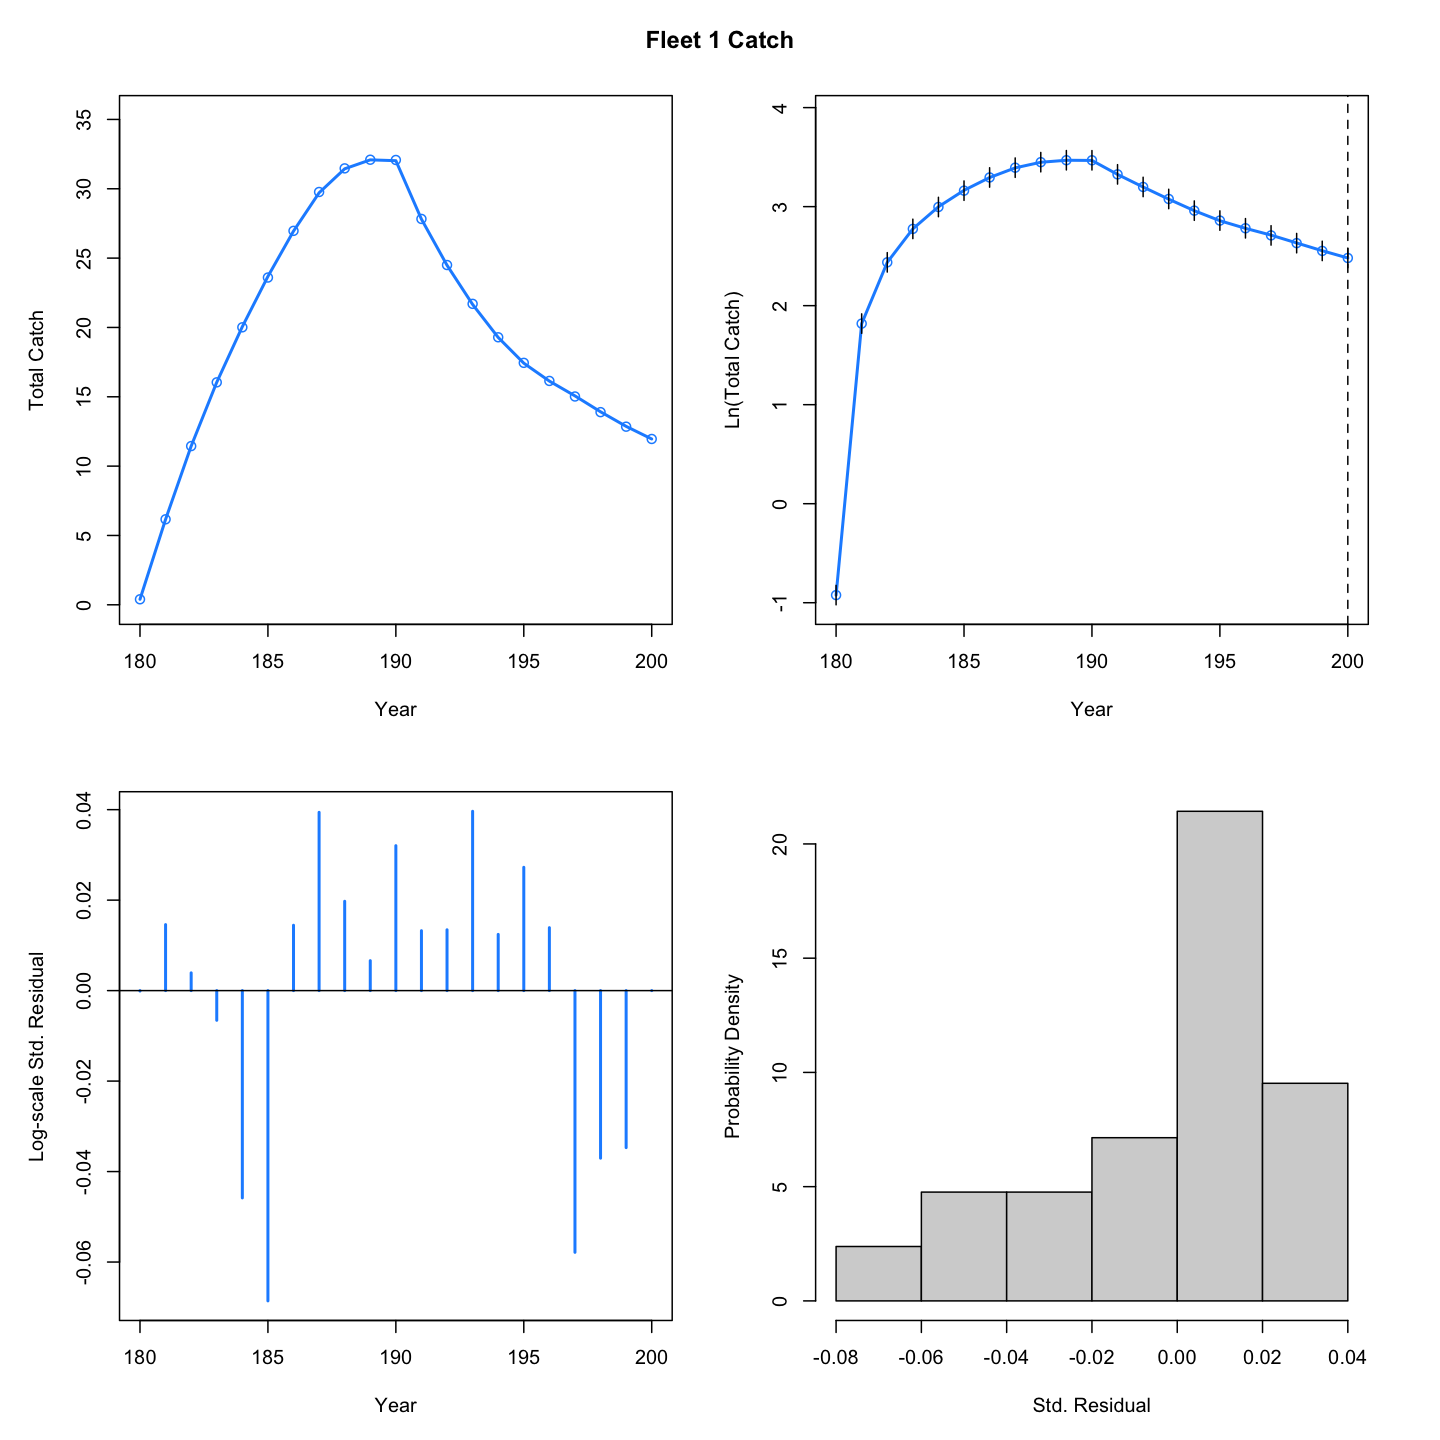 Fleet 1 Catch
Total Catch
0 5 10 15 20 25 30 35
180 185 190 195 200
Year
Ln(Total Catch)
-1 0 1 2 3 4
180 185 190 195 200
Year
Log-scale Std. Residual
-0.06 -0.04 -0.02 0.00 0.02 0.04
180 185 190 195 200
Year
Probability Density
0 5 10 15 20
-0.08 -0.06 -0.04 -0.02 0.00 0.02 0.04
Std. Residual